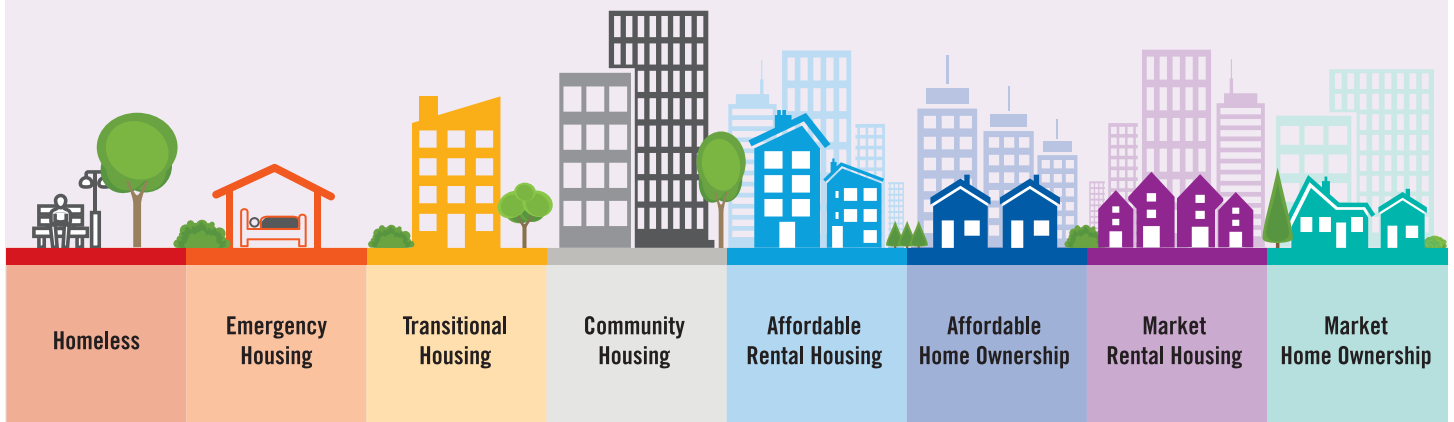 Homeless
Emergency
Housing
Transitional
Housing
Community
Housing
Affordable
Rental Housing
Affordable
Home Ownership
Market
Rental Housing
Market
Home Ownership